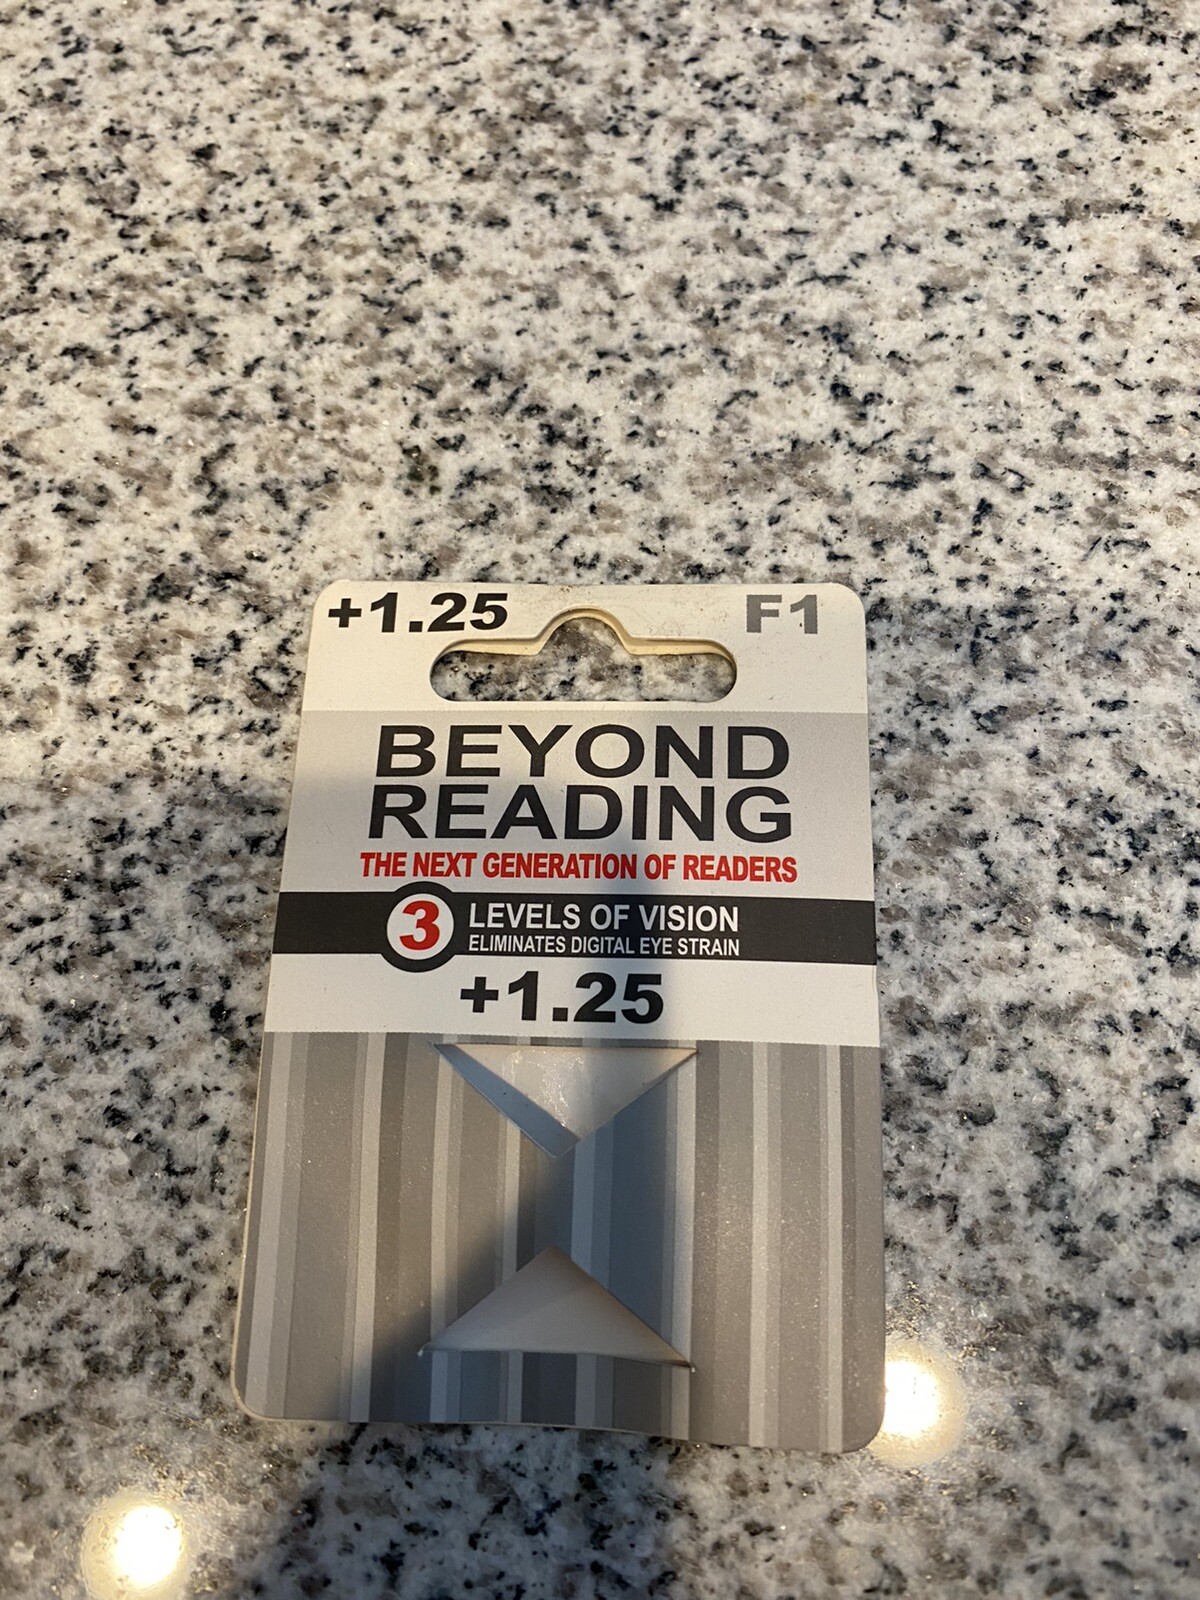 +1.25 F1
BEYOND
READING
THE NEXT GENERATION OF READERS
3 LEVELS OF VISION
ELIMINATES DIGITAL EYE STRAIN
+1.25